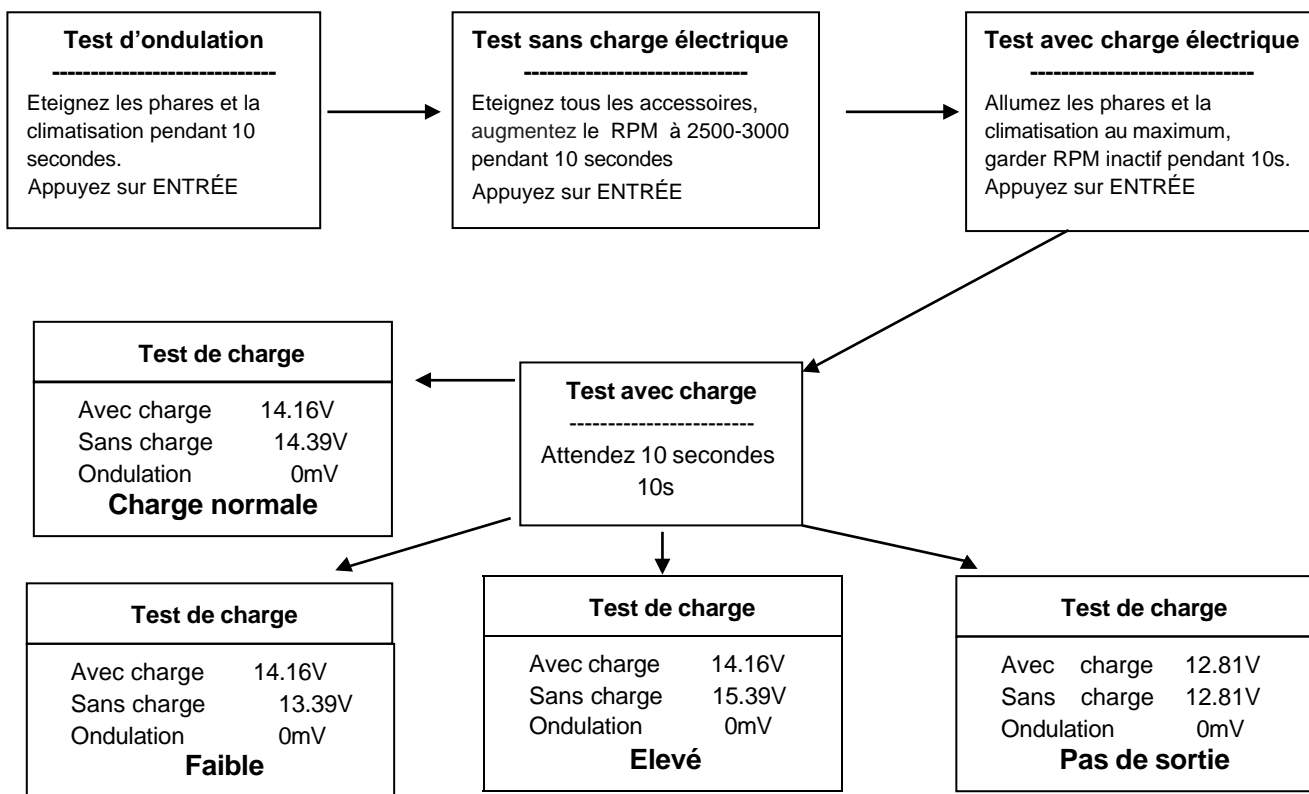 Test d’ondulation
-----------------------------
Eteignez les phares et la
climatisation pendant 10
secondes.
Appuyez sur ENTRÉE
Test sans charge électrique
-----------------------------
Eteignez tous les accessoires,
augmentez le RPM à 2500-3000
pendant 10 secondes
Appuyez sur ENTRÉE
Test avec charge électrique
-----------------------------
Allumez les phares et la
climatisation au maximum,
garder RPM inactif pendant 10s.
Appuyez sur ENTRÉE
Test de charge
Avec charge 14.16V
Sans charge 14.39V
Ondulation 0mV
Charge normale
Test avec charge
------------------------
Attendez 10 secondes
10s
Test de charge
Avec charge 14.16V
Sans charge 13.39V
Ondulation 0mV
Faible
Test de charge
Avec charge 14.16V
Sans charge 15.39V
Ondulation 0mV
Elevé
Test de charge
Avec charge 12.81V
Sans charge 12.81V
Ondulation 0mV
Pas de sortie